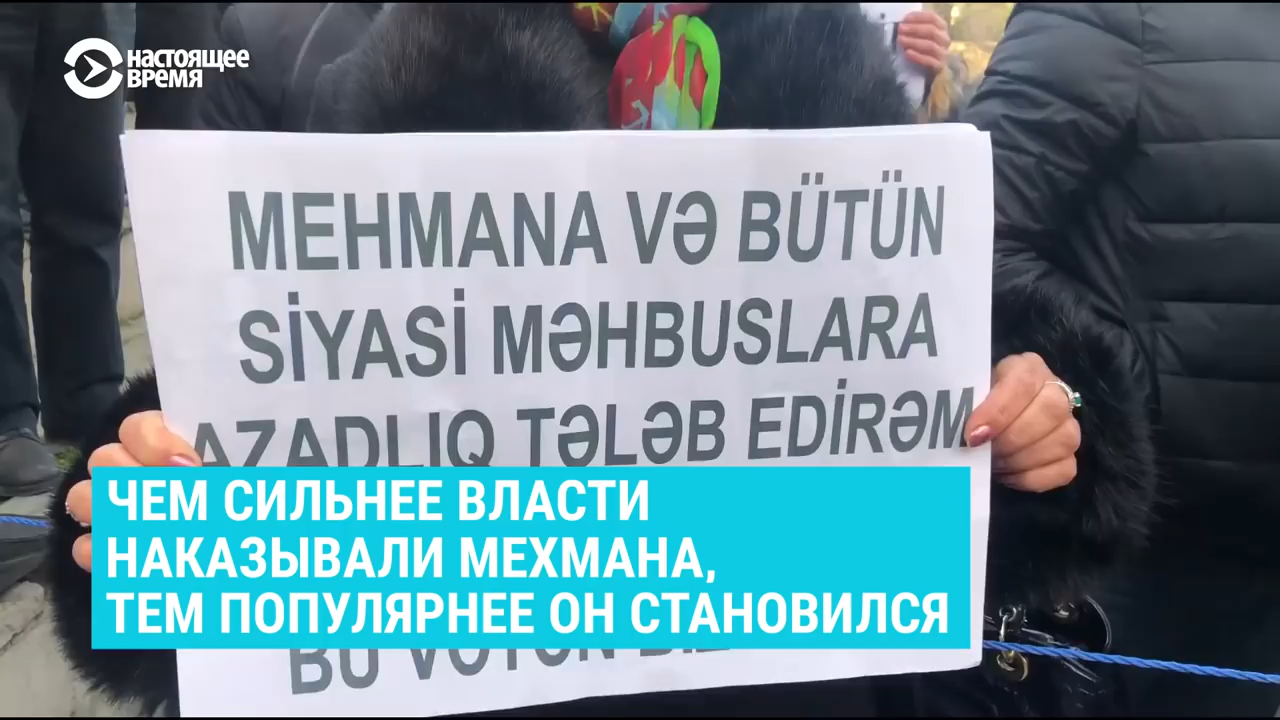 НАСТОЯЩЕЕ
ВРЕМЯ
MEHMANA VƏ BÜTÜN
SİYASİ MƏHBUSLARA
AZADLIQ TƏLƏB EDİRƏM
ЧЕМ СИЛЬНЕЕ ВЛАСТИ
НАКАЗЫВАЛИ МЕХМАНА,
ТЕМ ПОПУЛЯРНЕЕ ОН СТАНОВИЛСЯ
BU